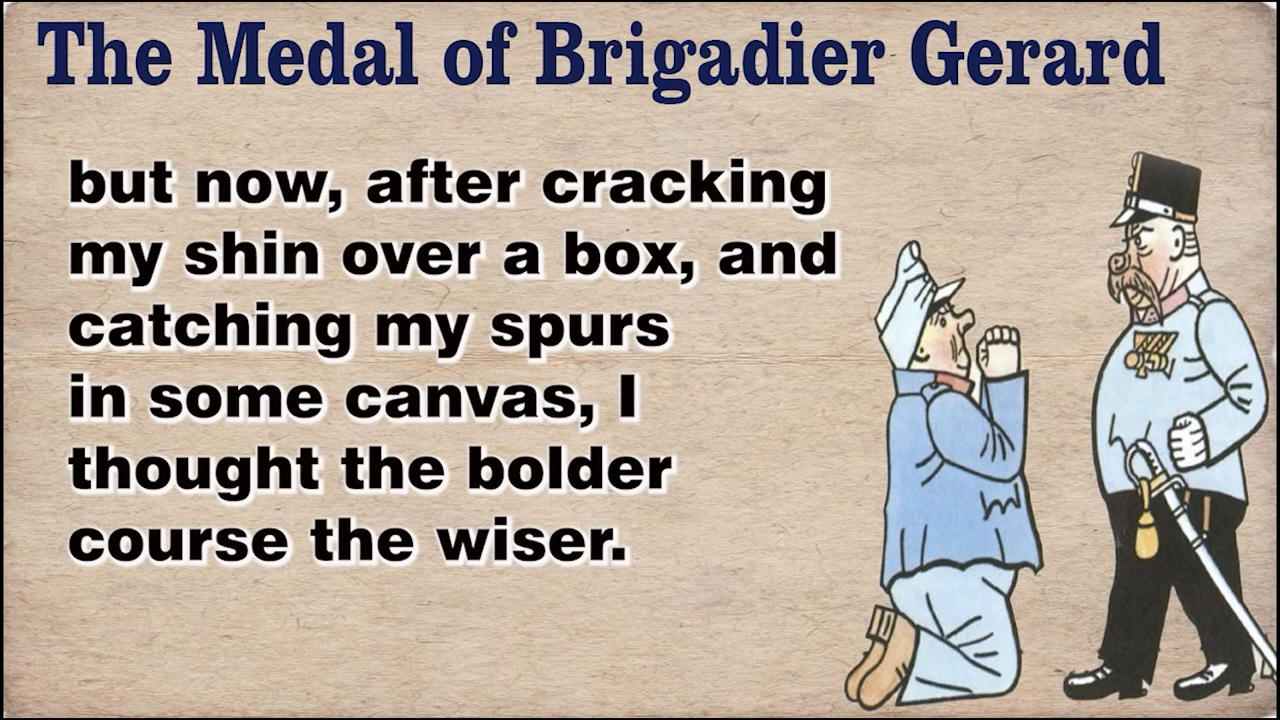 The Medal of Brigadier Gerard
but now, after cracking
my shin over a box, and
catching my spurs
in some canvas, I
thought the bolder
course the wiser.